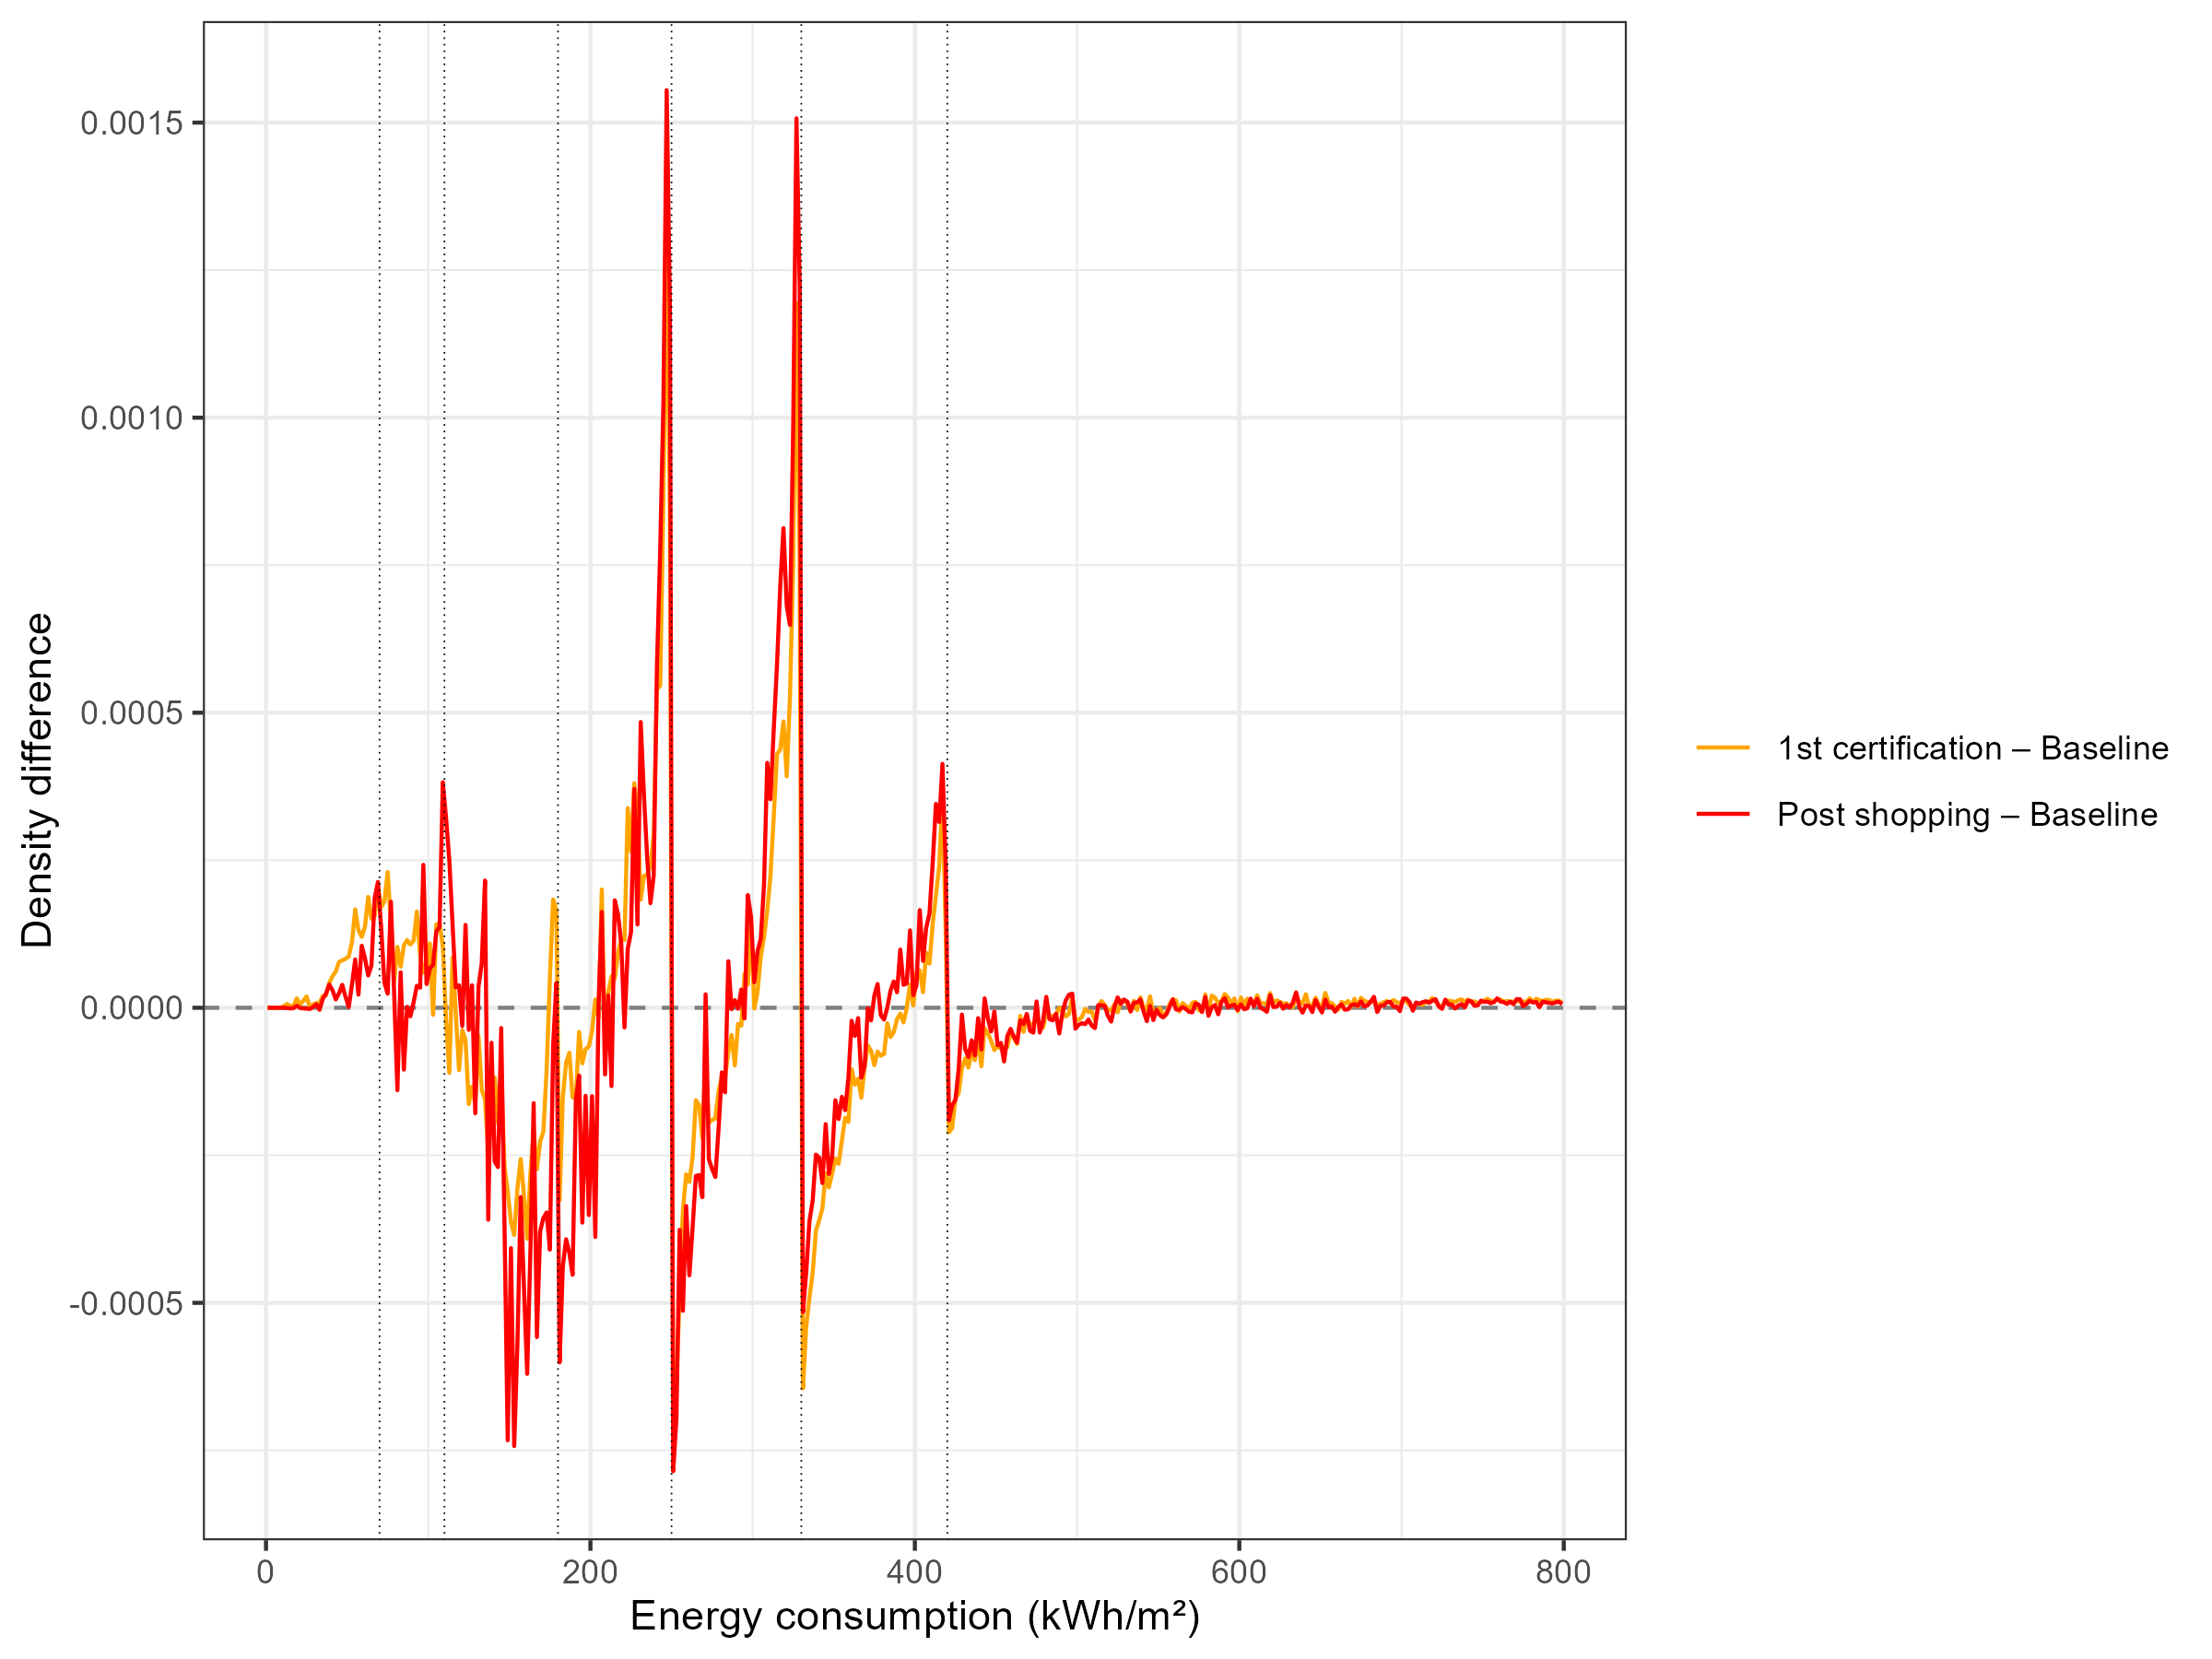 0.0015
0.0010
0.0005
0.0000
-0.0005
Density difference
0 200 400 600 800
Energy consumption (kWh/m²)
1st certification – Baseline
Post shopping – Baseline